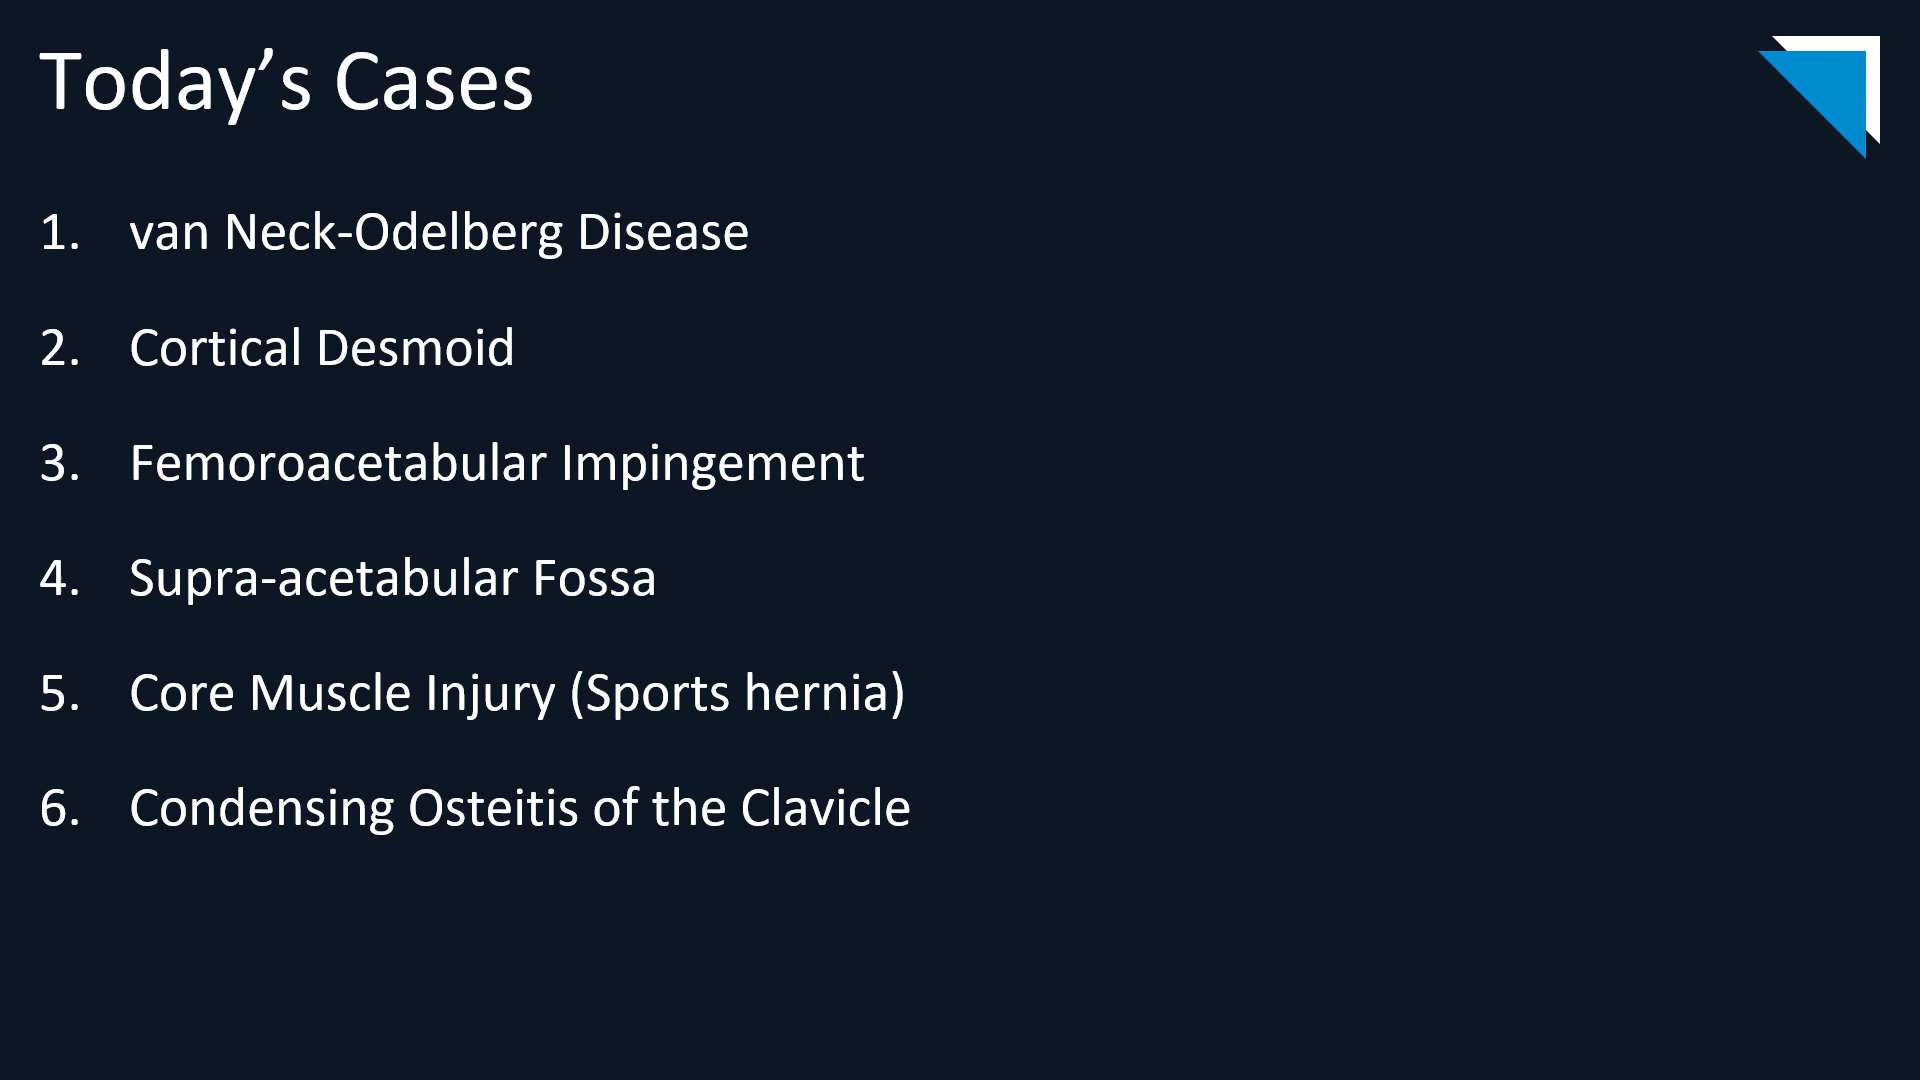 Today’s Cases
1. van Neck-Odelberg Disease
2. Cortical Desmoid
3. Femoroacetabular Impingement
4. Supra-acetabular Fossa
5. Core Muscle Injury (Sports hernia)
6. Condensing Osteitis of the Clavicle